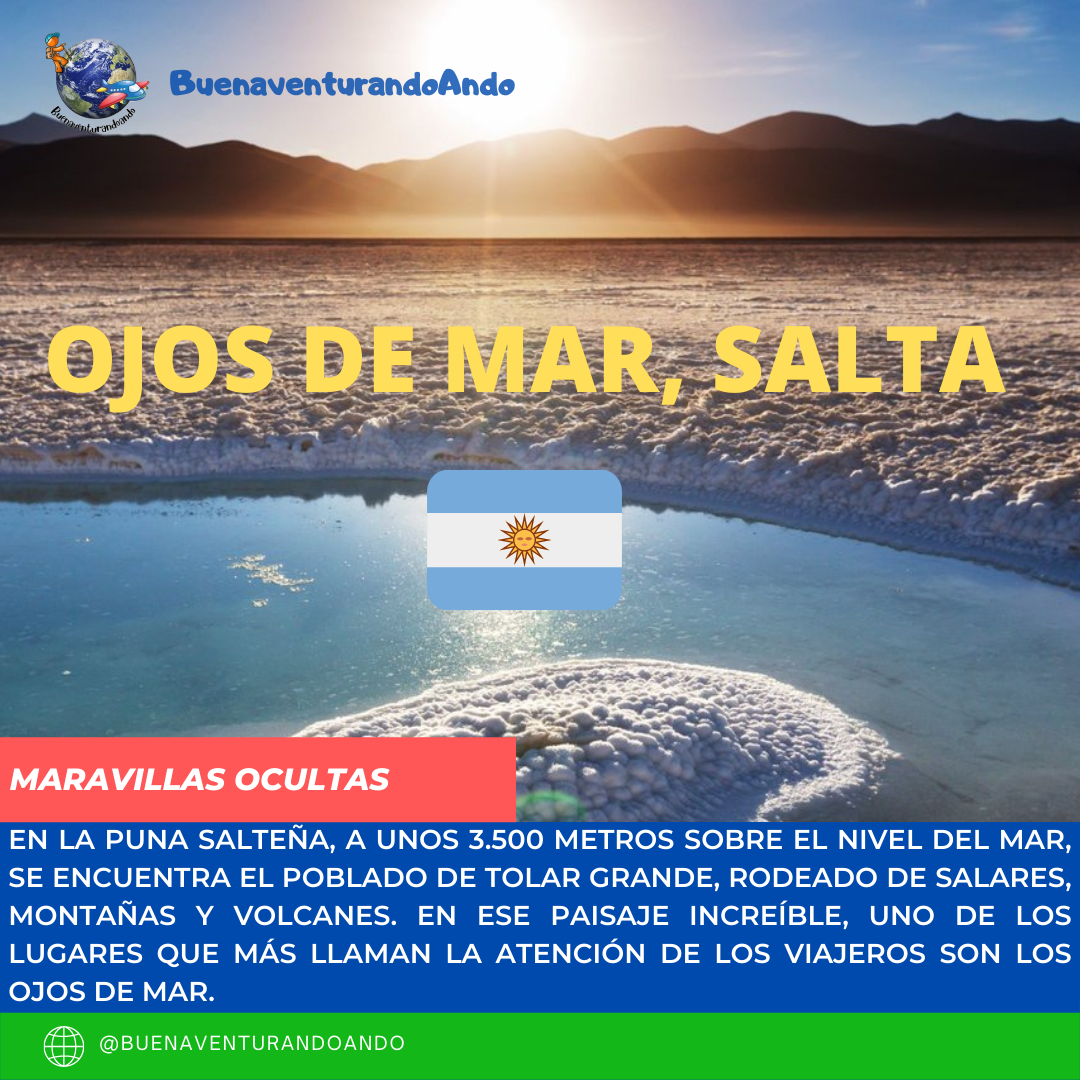 BuenaventurandoAndo
Buenaventurandoando
OJOS DE MAR, SALTA
MARAVILLAS OCULTAS
EN LA PUNA SALTEÑA, A UNOS 3.500 METROS SOBRE EL NIVEL DEL MAR,
SE ENCUENTRA EL POBLADO DE TOLAR GRANDE, RODEADO DE SALARES,
MONTAÑAS Y VOLCANES. EN ESE PAISAJE INCREÍBLE, UNO DE LOS
LUGARES QUE MÁS LLAMAN LA ATENCIÓN DE LOS VIAJEROS SON LOS
OJOS DE MAR.
@BUENAVENTURANDOANDO